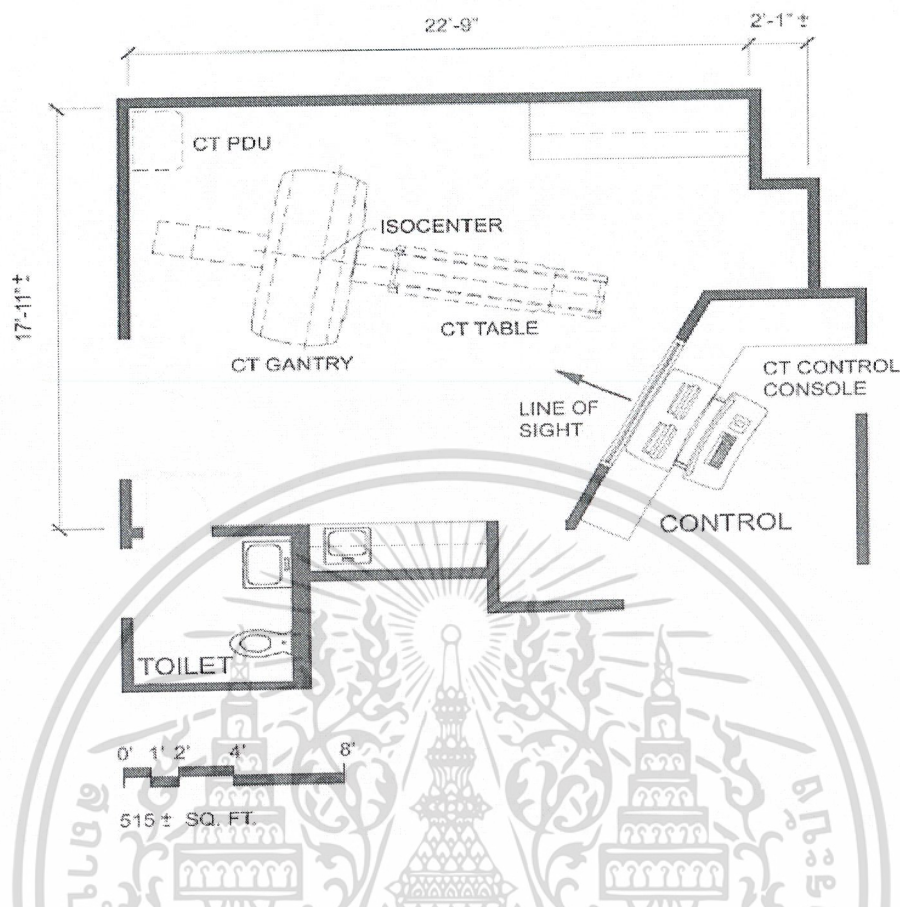 22'-9"
2'-1" ±
CT PDU
ISOCENTER
17'-11" ±
CT TABLE
CT GANTRY
CT CONTROL
CONSOLE
LINE OF
SIGHT
CONTROL
TOILET
0' 1' 2' 4' 8'
515 ± SQ. FT.